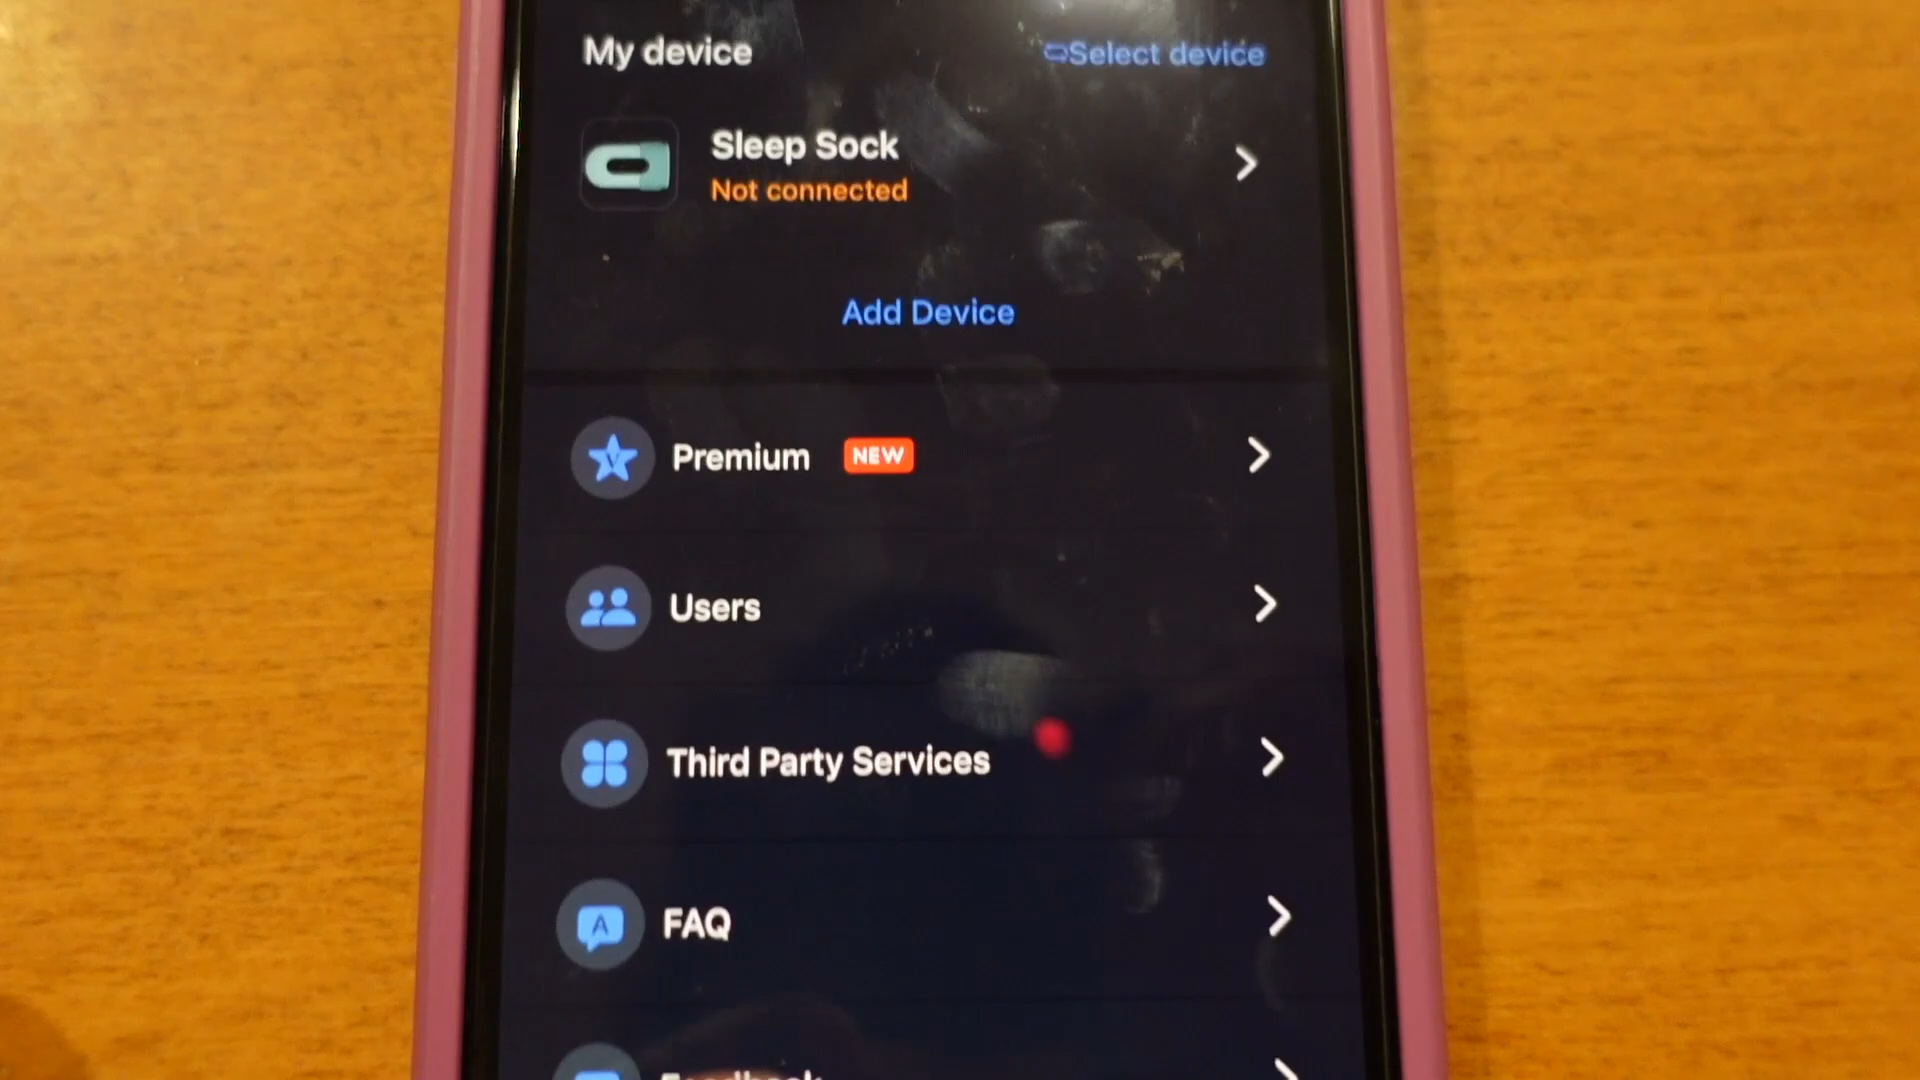 My device
Select device
Sleep Sock
Not connected
Add Device
Premium NEW
Users
Third Party Services
A FAQ